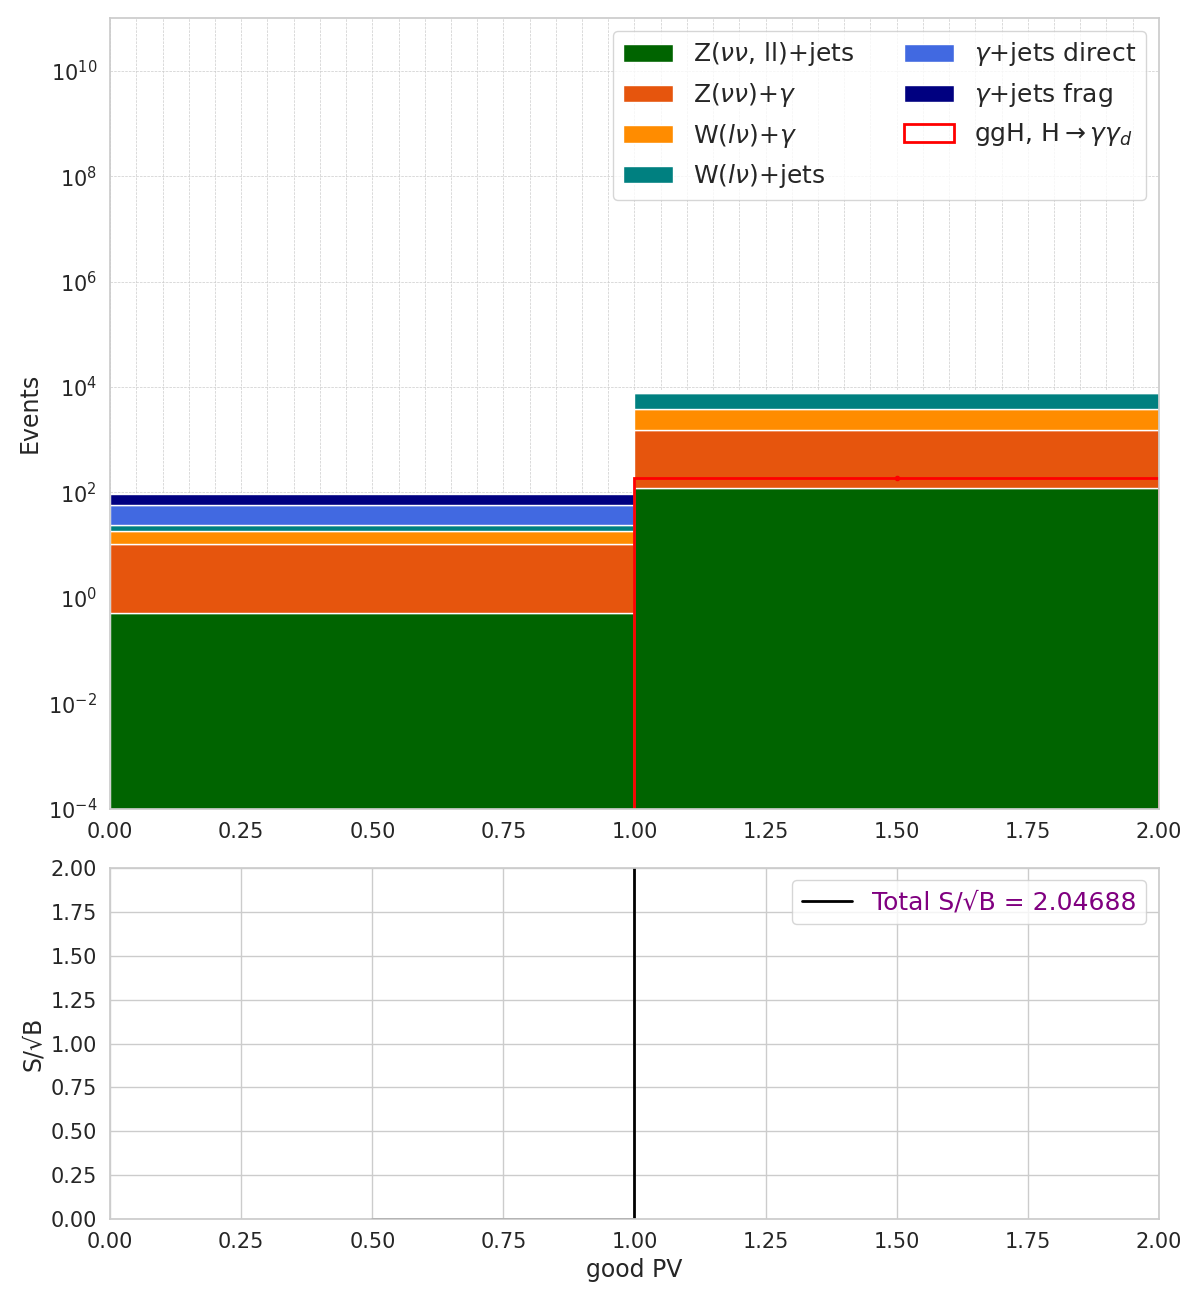 Z(νν, ll)+jets
Z(νν)+γ
W(lν)+γ
W(lν)+jets
γ+jets direct
γ+jets frag
ggH, H→γγ_d
Events
10^10
10^8
10^6
10^4
10^2
10^0
10^−2
10^−4
0.00 0.25 0.50 0.75 1.00 1.25 1.50 1.75 2.00
Total S/√B = 2.04688
S/√B
2.00
1.75
1.50
1.25
1.00
0.75
0.50
0.25
0.00
0.00 0.25 0.50 0.75 1.00 1.25 1.50 1.75 2.00
good PV